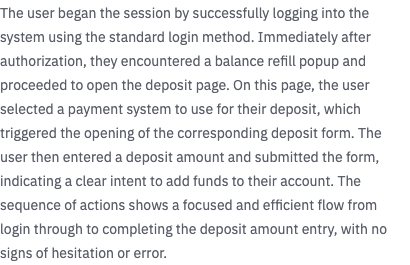 The user began the session by successfully logging into the
system using the standard login method. Immediately after
authorization, they encountered a balance refill popup and
proceeded to open the deposit page. On this page, the user
selected a payment system to use for their deposit, which
triggered the opening of the corresponding deposit form. The
user then entered a deposit amount and submitted the form,
indicating a clear intent to add funds to their account. The
sequence of actions shows a focused and efficient flow from
login through to completing the deposit amount entry, with no
signs of hesitation or error.